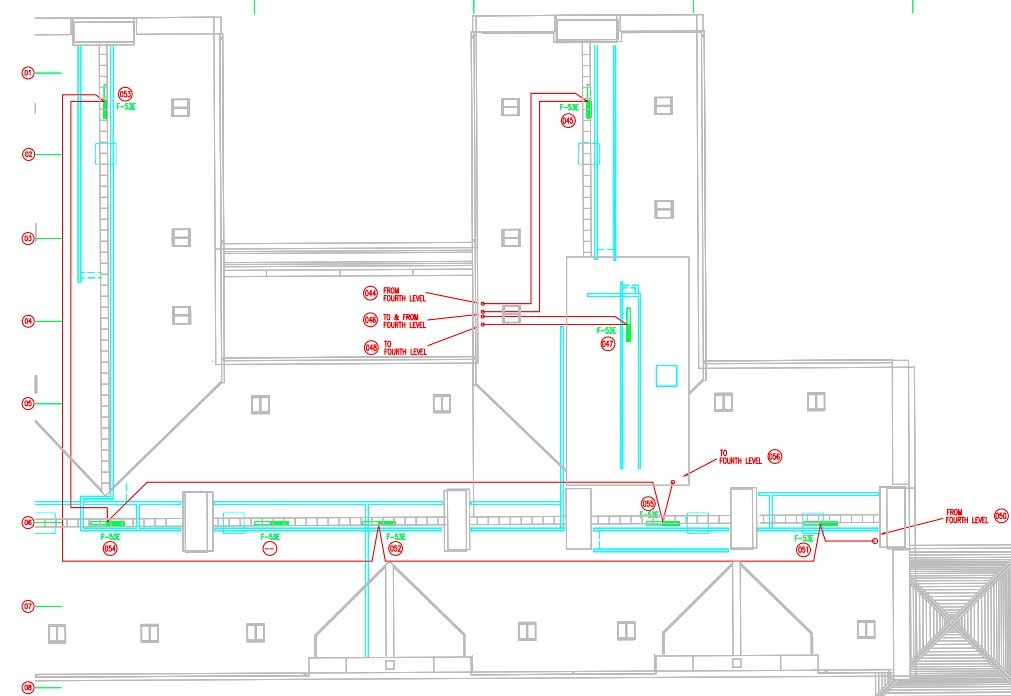 01
053
F-53E
F-53E
045
02
03
044
FROM
FOURTH LEVEL
046
TO & FROM
FOURTH LEVEL
048
TO
FOURTH LEVEL
04
F-53E
047
05
TO
FOURTH LEVEL
056
055
F-53E
FROM
FOURTH LEVEL
050
06
F-53E
054
F-53E
--
F-53E
052
F-53E
051
07
08